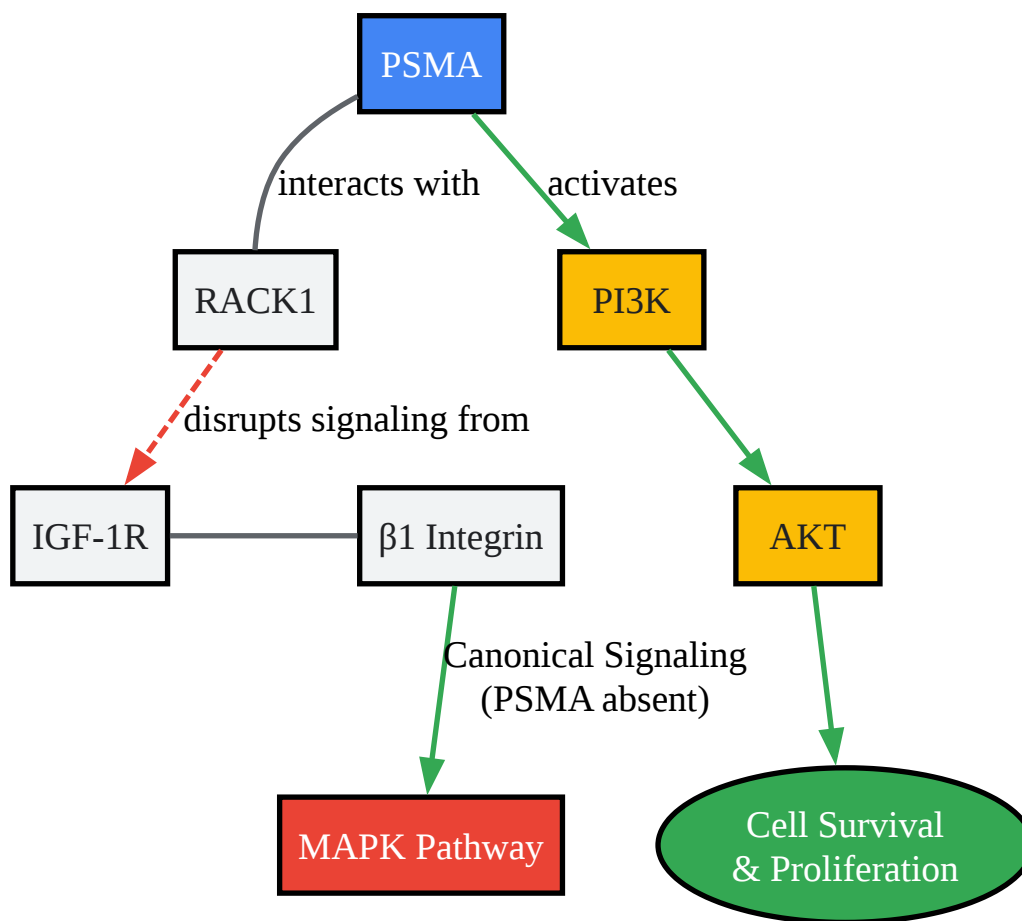 PSMA
interacts with
activates
RACK1
PI3K
disrupts signaling from
IGF-1R
β1 Integrin
AKT
Canonical Signaling
(PSMA absent)
MAPK Pathway
Cell Survival
& Proliferation